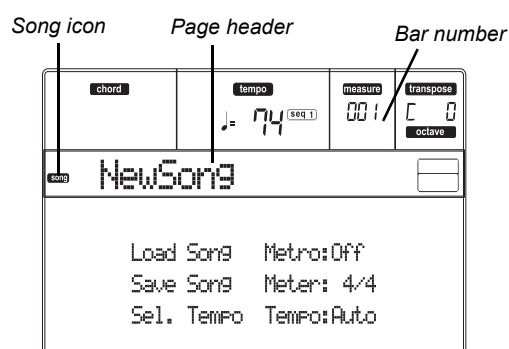 Song icon Page header Bar number
chord tempo measure transpose
♩= 74 seq 1 001 C 0
octave
song NewSong
Load Song Metro:Off
Save Song Meter: 4/4
Sel. Tempo Tempo:Auto